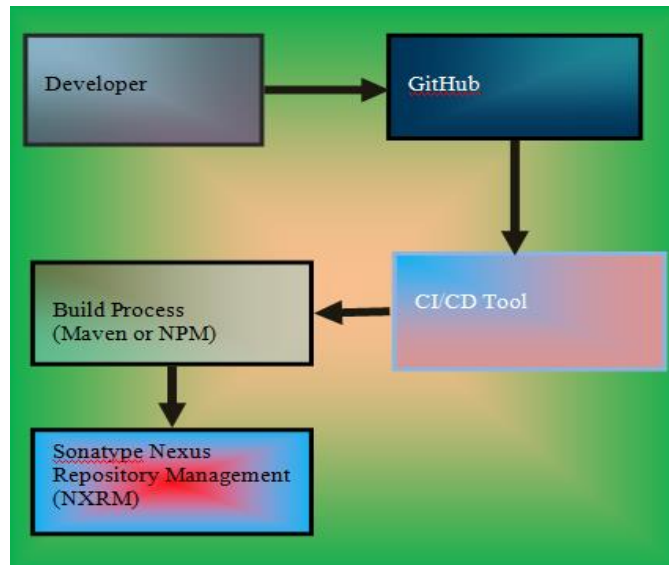 Developer
GitHub
CI/CD Tool
Build Process
(Maven or NPM)
Sonatype Nexus
Repository Management
(NXRM)